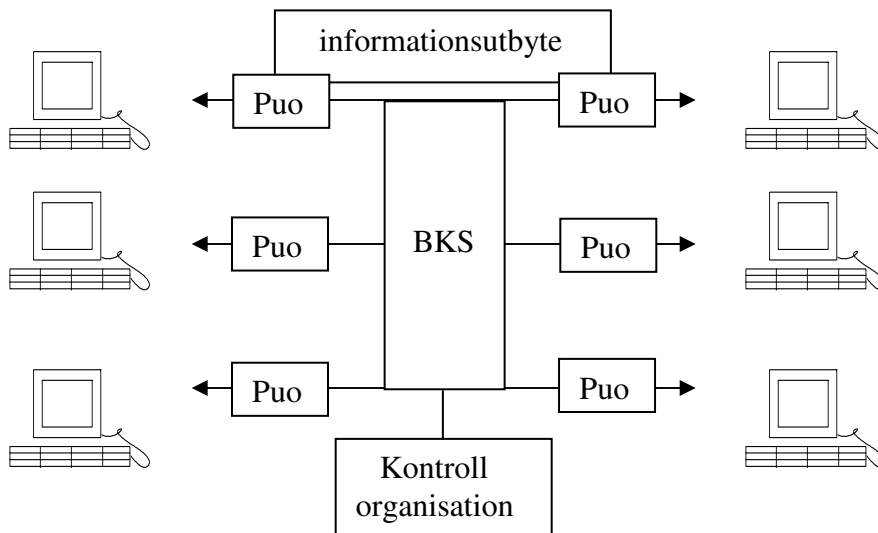 informationsutbyte
Puo
Puo
Puo
BKS
Puo
Puo
Puo
Kontroll
organisation